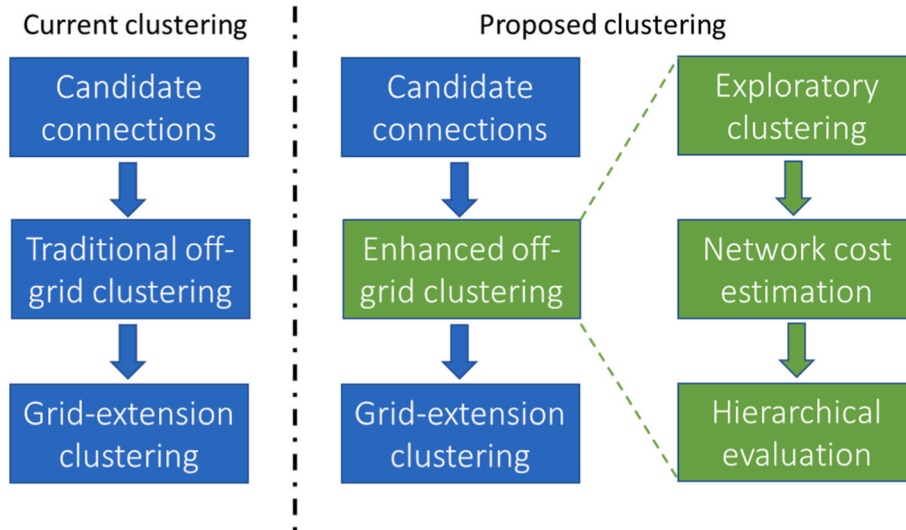 Current clustering
Candidate
connections
Traditional off-
grid clustering
Grid-extension
clustering
Proposed clustering
Candidate
connections
Enhanced off-
grid clustering
Grid-extension
clustering
Exploratory
clustering
Network cost
estimation
Hierarchical
evaluation